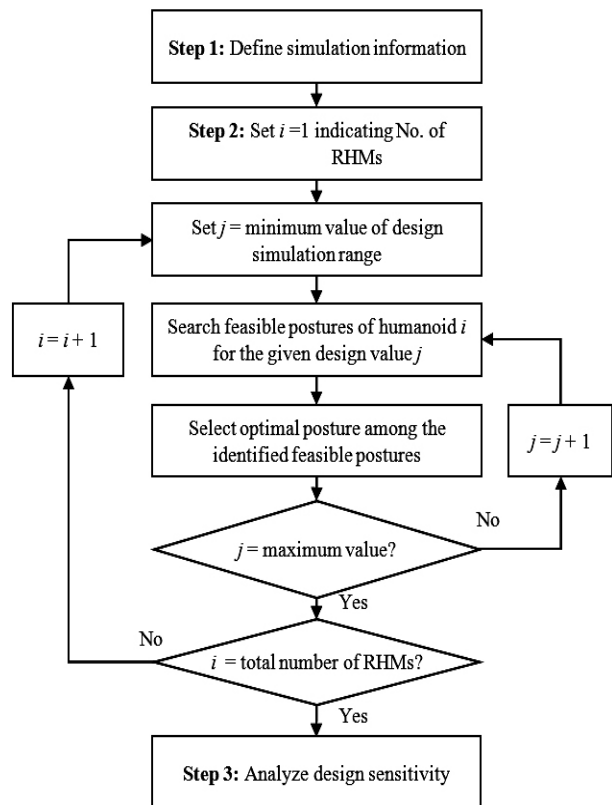 Step 1: Define simulation information
Step 2: Set i =1 indicating No. of
RHMs
Set j = minimum value of design
simulation range
i = i + 1
Search feasible postures of humanoid i
for the given design value j
Select optimal posture among the
identified feasible postures
j = j + 1
No
j = maximum value?
Yes
No
i = total number of RHMs?
Yes
Step 3: Analyze design sensitivity